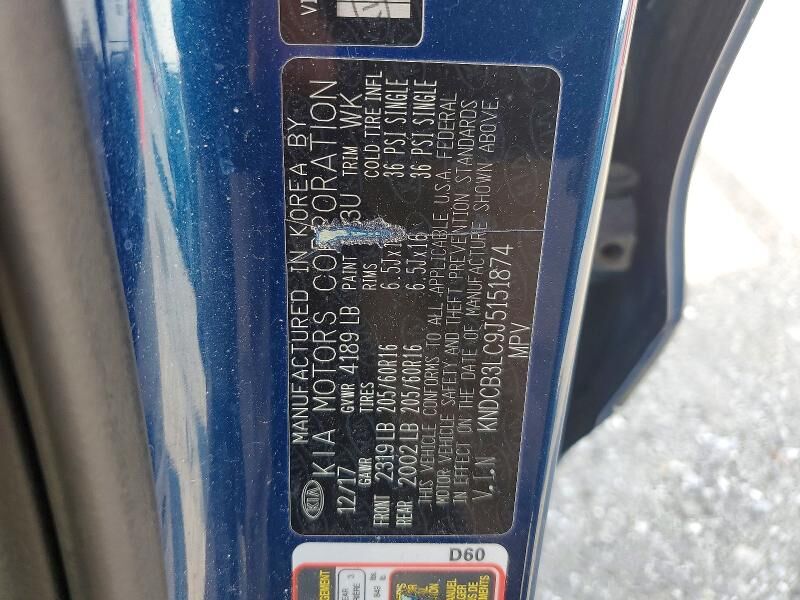 VI
MANUFACTURED IN KOREA BY
KIA KIA MOTORS CORPORATION
12/17 GVWR 4189 LB PAINT 3U TRIM WK
GAWR TIRES RIMS COLD TIRE INFL
FRONT 2319 LB 205/60R16 6.5JX16 36 PSI SINGLE
REAR 2002 LB 205/60R16 6.5JX16 36 PSI SINGLE
THIS VEHICLE CONFORMS TO ALL APPLICABLE U.S.A. FEDERAL
MOTOR VEHICLE SAFETY AND THEFT PREVENTION STANDARDS
IN EFFECT ON THE DATE OF MANUFACTURE SHOWN ABOVE.
V.I.N KNDCB3LC9J5151874
MPV
D60